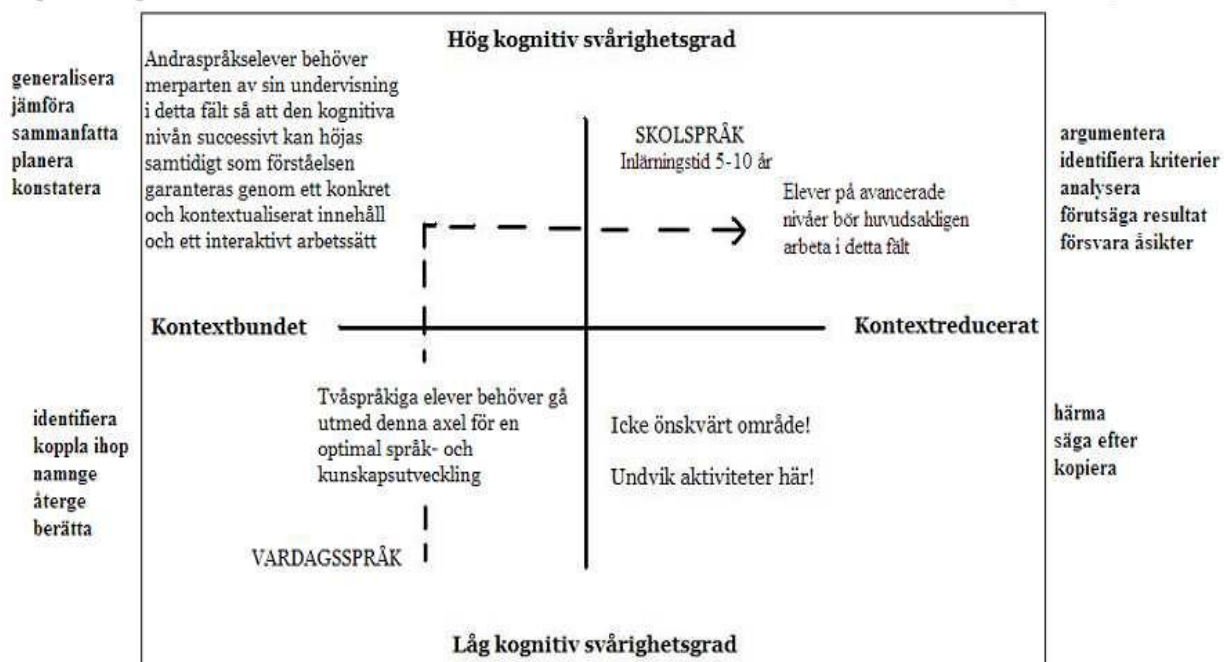 Hög kognitiv svårighetsgrad
generalisera
jämföra
sammanfatta
planera
konstatera
Andraspråkselever behöver
merparten av sin undervisning
i detta fält så att den kognitiva
nivån successivt kan höjas
samtidigt som förståelsen
garanteras genom ett konkret
och kontextualiserat innehåll
och ett interaktivt arbetssätt
SKOLSPRÅK
Inlärningstid 5-10 år
Elever på avancerade
nivåer bör huvudsakligen
arbeta i detta fält
argumentera
identifiera kriterier
analysera
förutsäga resultat
försvara åsikter
Kontextbundet
Kontextreducerat
identifiera
koppla ihop
namnge
återge
berätta
Tvåspråkiga elever behöver gå
utmed denna axel för en
optimal språk- och
kunskapsutveckling
VARDAGSSPRÅK
Icke önskvärt område!
Undvik aktiviteter här!
härma
säga efter
kopiera
Låg kognitiv svårighetsgrad